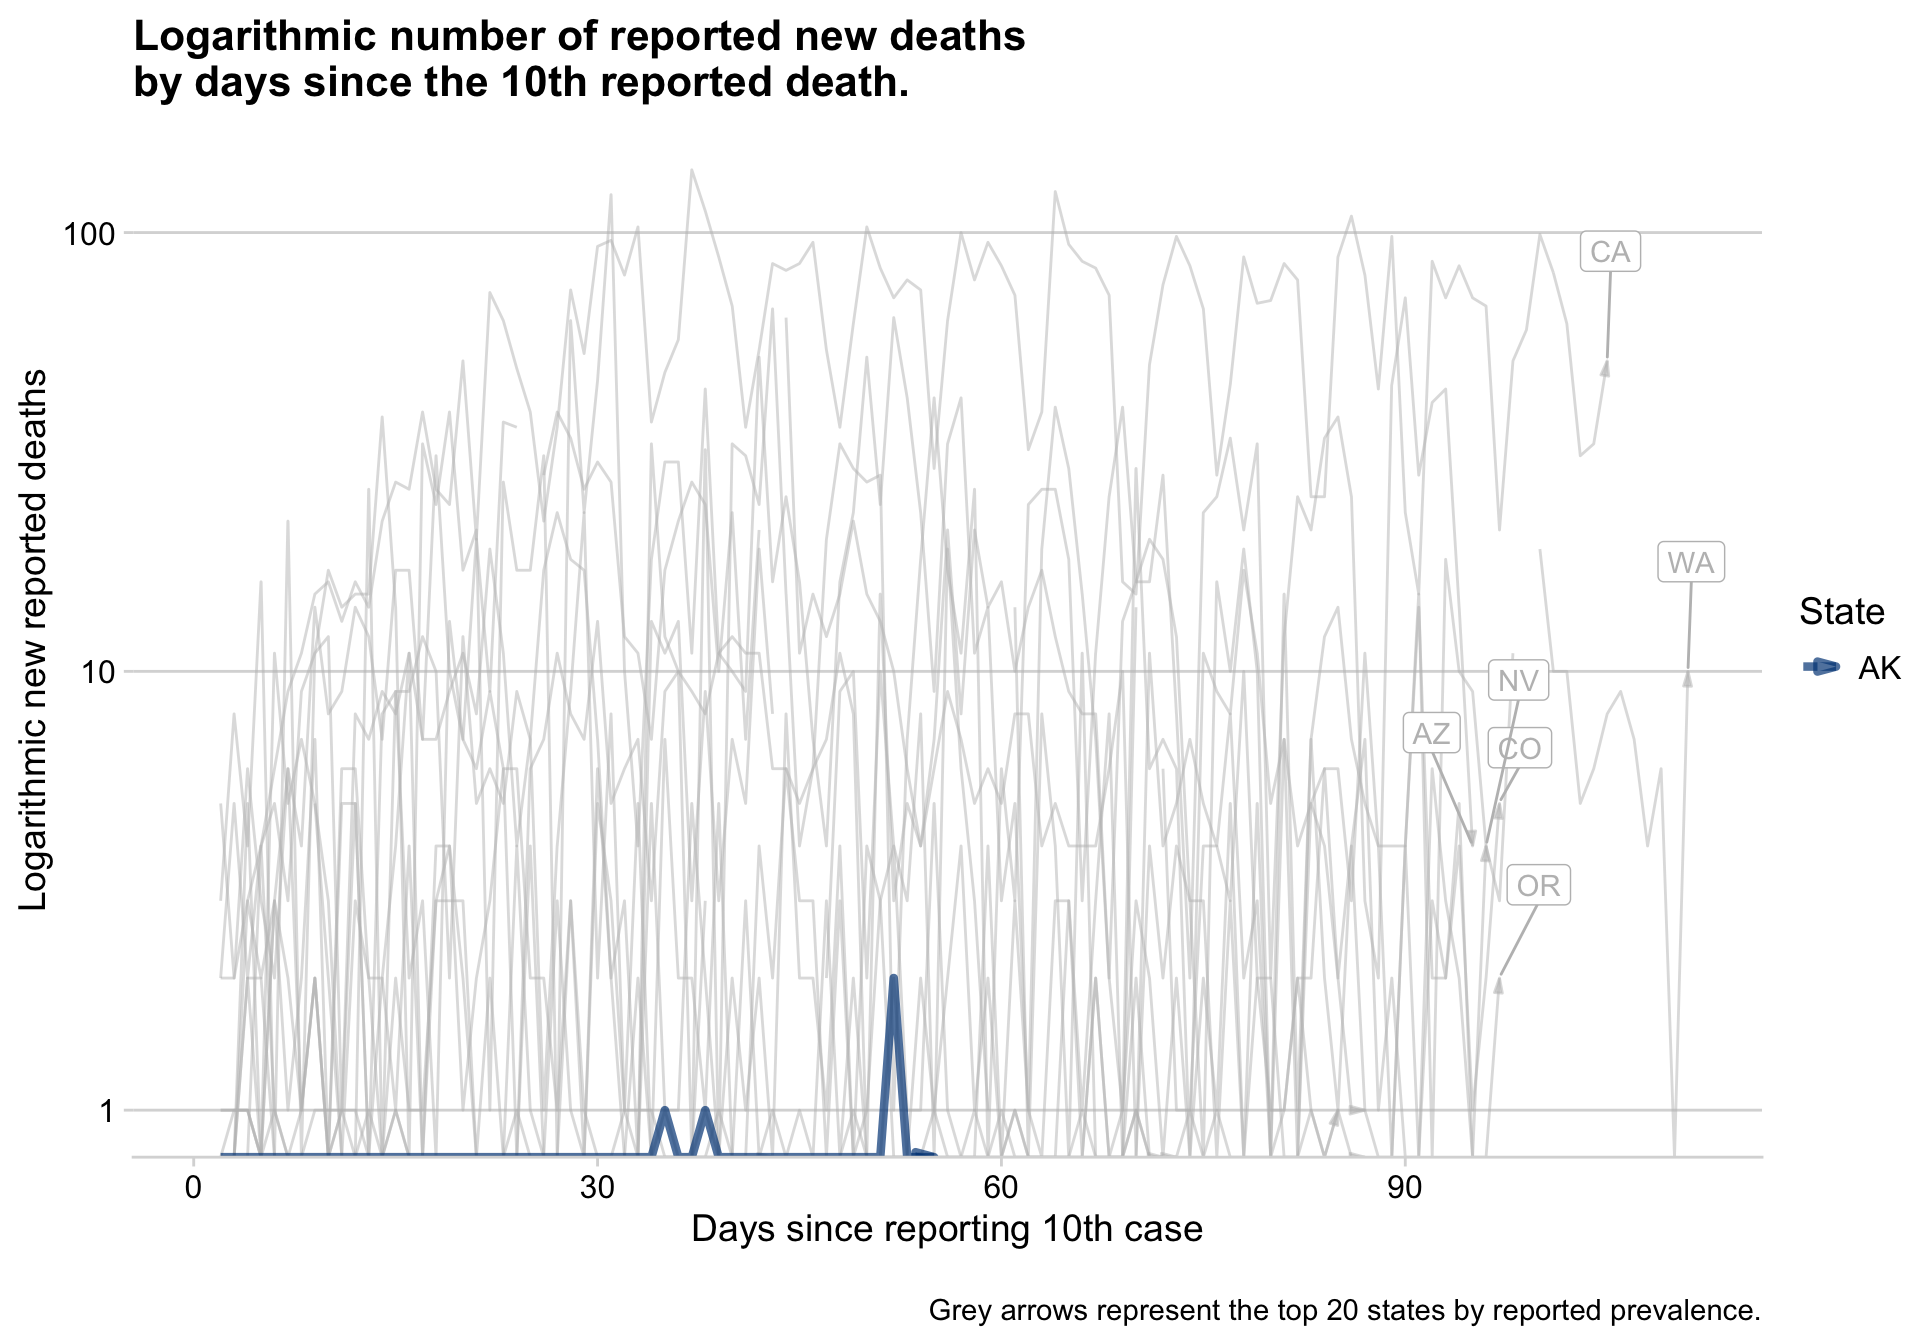 Logarithmic number of reported new deaths
by days since the 10th reported death.
Logarithmic new reported deaths
100
10
1
CA
WA
NV
AZ
CO
OR
State
AK
0
30
60
90
Days since reporting 10th case
Grey arrows represent the top 20 states by reported prevalence.